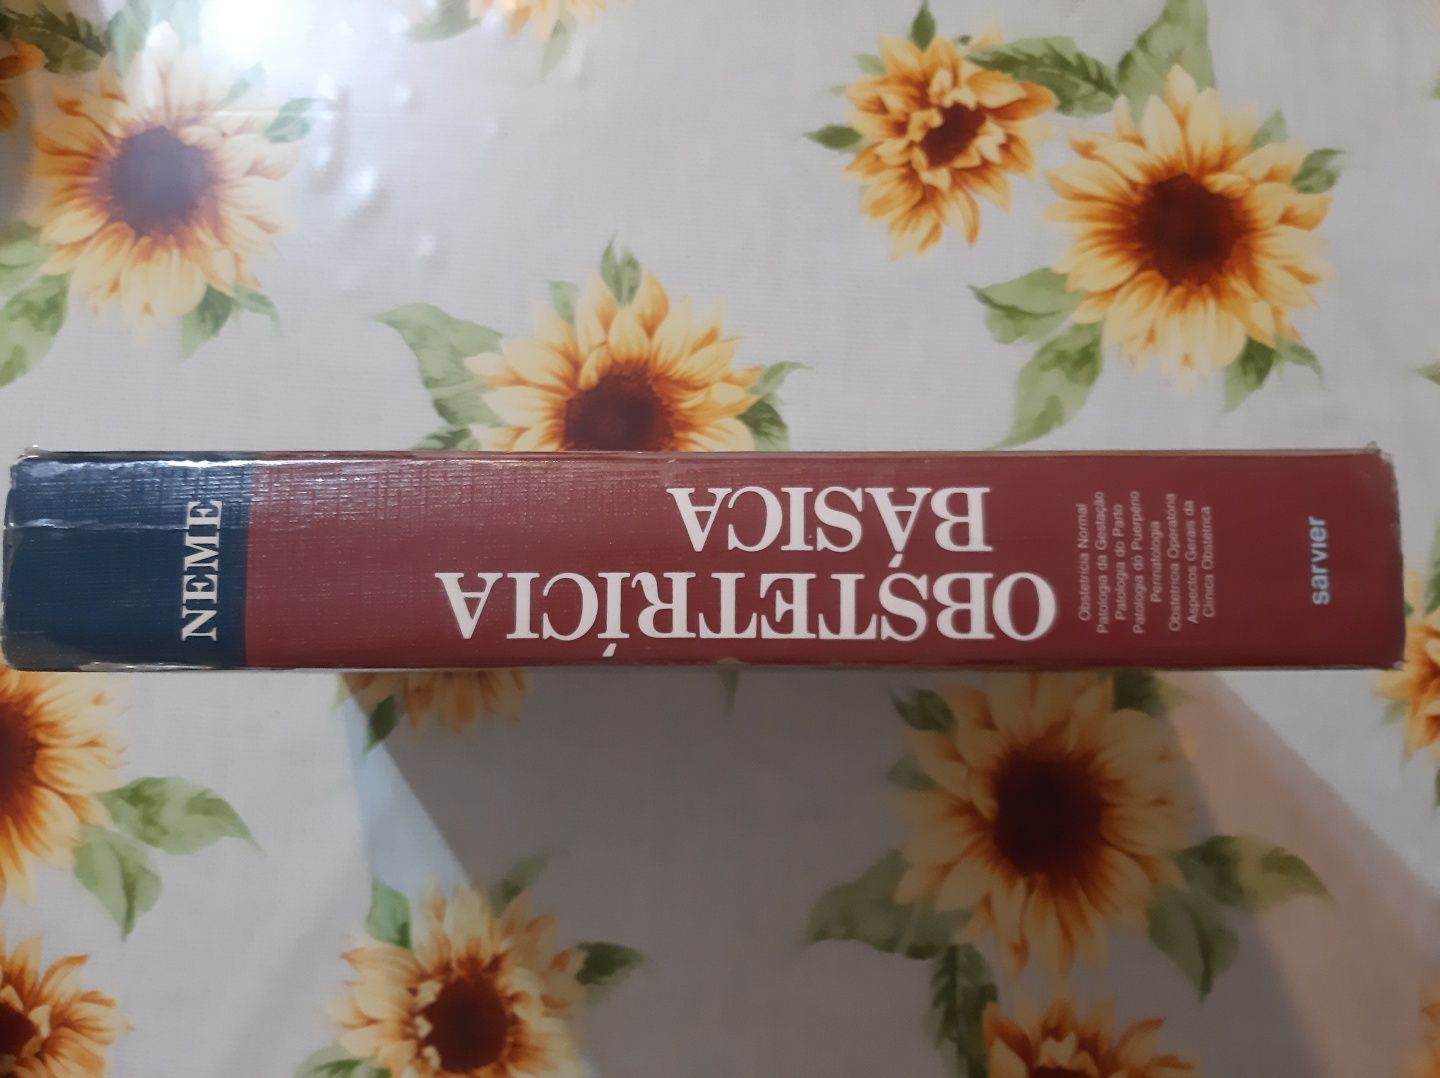 NEME
OBSTETRÍCIA
BÁSICA
Obstetrícia Normal
Patologia da Gestação
Patologia do Parto
Patologia do Puerpério
Perinatologia
Obstetrícia Operatória
Aspectos Gerais da
Clínica Obstétrica
sarvier